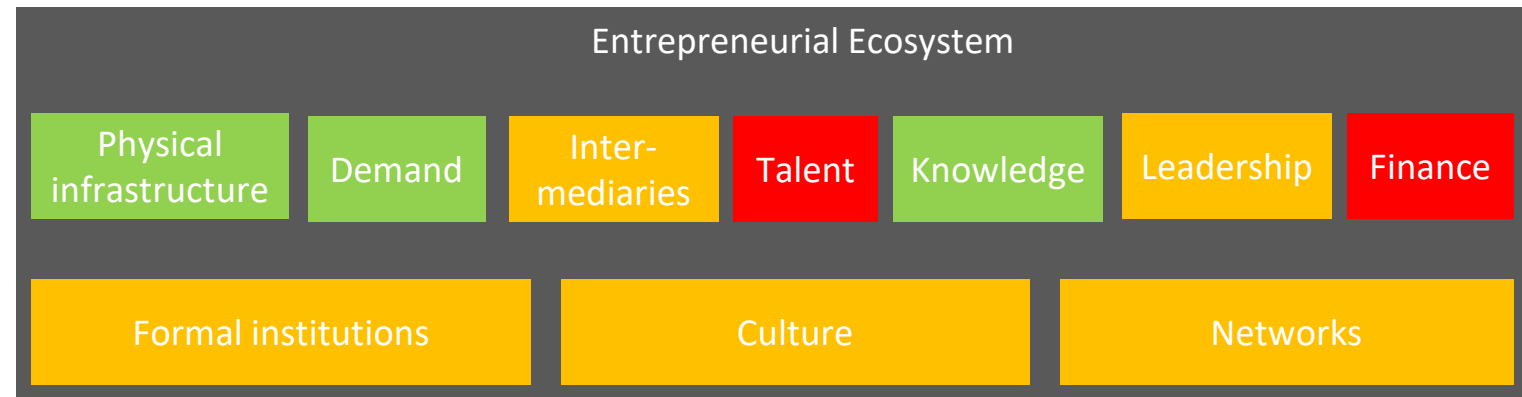 Entrepreneurial Ecosystem
Physical
infrastructure
Demand
Inter-
mediaries
Talent
Knowledge
Leadership
Finance
Formal institutions
Culture
Networks